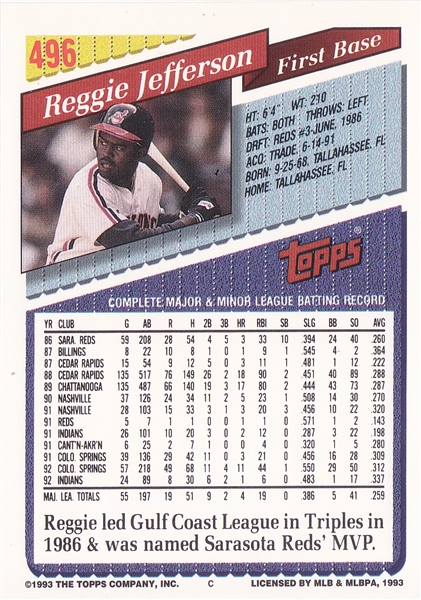 496
Reggie Jefferson
First Base
HT: 6'4" WT: 210
BATS: BOTH THROWS: LEFT
DRFT: REDS #3-JUNE, 1986
ACQ: TRADE, 6-14-91
BORN: 9-25-68, TALLAHASSEE, FL
HOME: TALLAHASSEE, FL
TOPPS®
COMPLETE MAJOR & MINOR LEAGUE BATTING RECORD
YR CLUB G AB R H 2B 3B HR RBI SB SLG BB SO AVG
86 SARA. REDS 59 208 28 54 4 5 3 33 10 .394 24 40 .260
87 BILLINGS 8 22 10 8 1 0 1 9 1 .545 4 2 .364
87 CEDAR RAPIDS 15 54 9 12 5 0 3 11 1 .481 1 12 .222
88 CEDAR RAPIDS 135 517 76 149 26 2 18 90 2 .451 40 89 .288
89 CHATTANOOGA 135 487 66 140 19 3 17 80 2 .444 43 73 .287
90 NASHVILLE 37 126 24 34 11 2 5 23 1 .508 14 30 .270
91 NASHVILLE 28 103 15 33 3 1 3 20 3 .456 10 22 .320
91 REDS 5 7 1 1 0 0 1 1 0 .571 1 2 .143
91 INDIANS 26 101 10 20 3 0 2 12 0 .287 3 22 .198
91 CANT'N-AKR'N 6 25 2 7 1 0 0 4 0 .320 1 5 .280
91 COLO. SPRINGS 39 136 29 42 11 0 3 21 0 .456 16 28 .309
92 COLO. SPRINGS 57 218 49 68 11 4 11 44 1 .550 29 50 .312
92 INDIANS 24 89 8 30 6 2 1 6 0 .483 1 17 .337
MAJ. LEA. TOTALS 55 197 19 51 9 2 4 19 0 .386 5 41 .259
Reggie led Gulf Coast League in Triples in
1986 & was named Sarasota Reds' MVP.
©1993 THE TOPPS COMPANY, INC. C LICENSED BY MLB & MLBPA, 1993